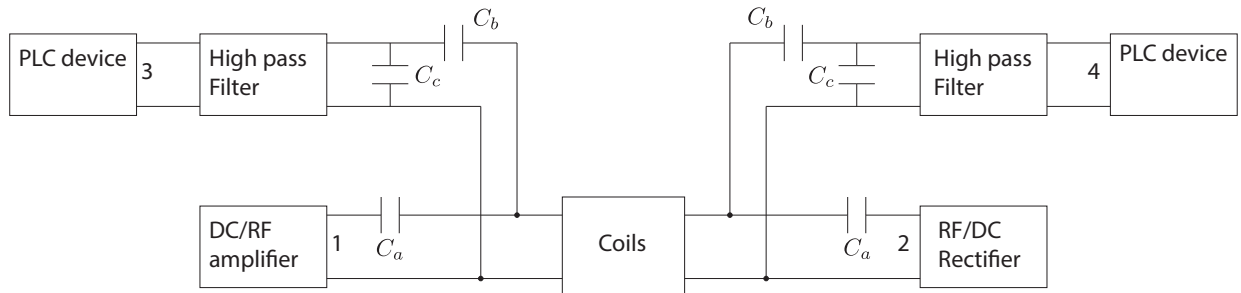 C_b
C_b
PLC device
3
High pass
Filter
C_c
C_c
High pass
Filter
4
PLC device
DC/RF
amplifier
1
C_a
Coils
C_a
2
RF/DC
Rectifier